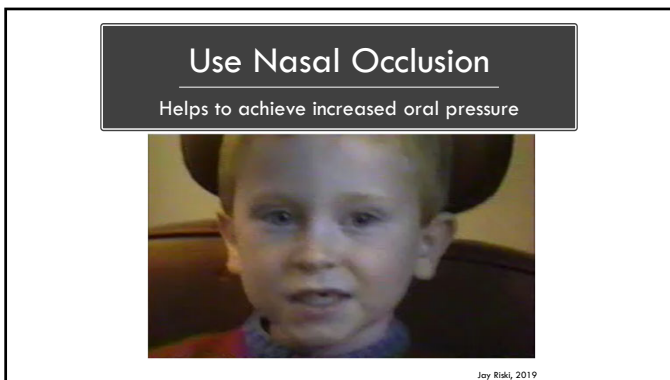 Use Nasal Occlusion
Helps to achieve increased oral pressure
Jay Riski, 2019